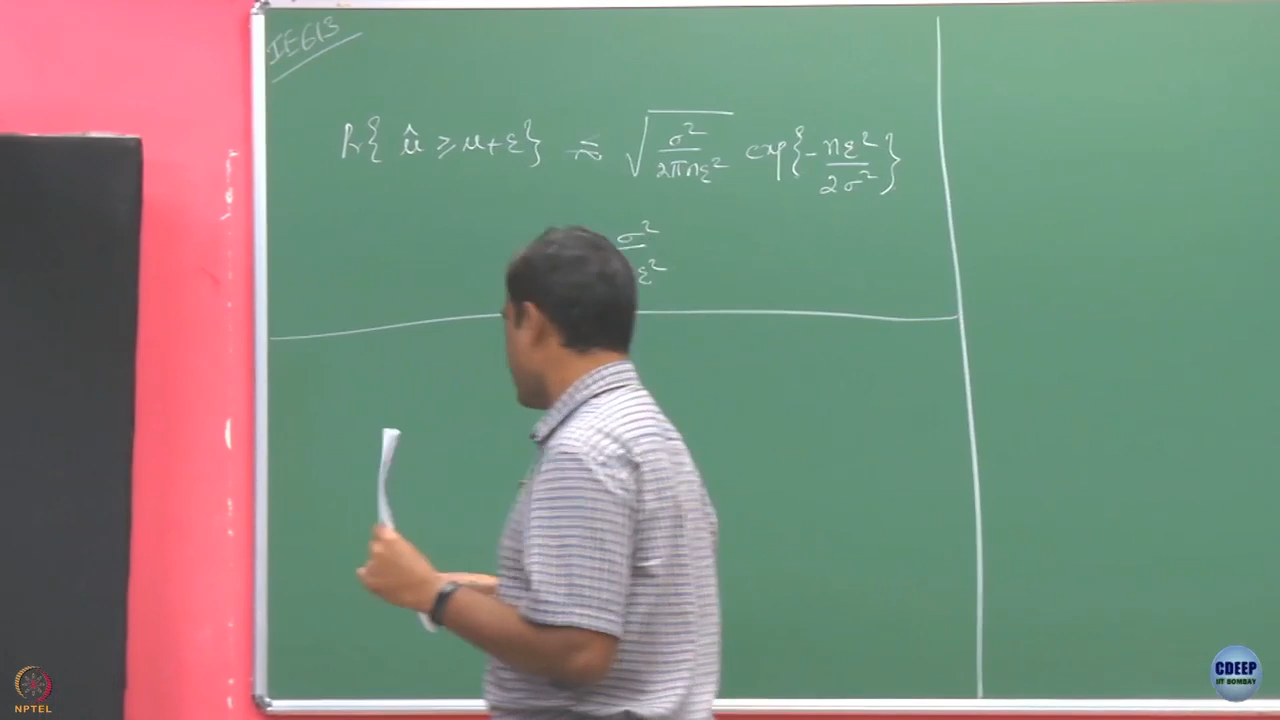 IE613
Pr{ μ̂ ≥ μ+ε } ≲ √(σ²/2πnε²) exp{ -nε²/2σ² }
σ²
ε²
NPTEL
CDEEP
IIT BOMBAY